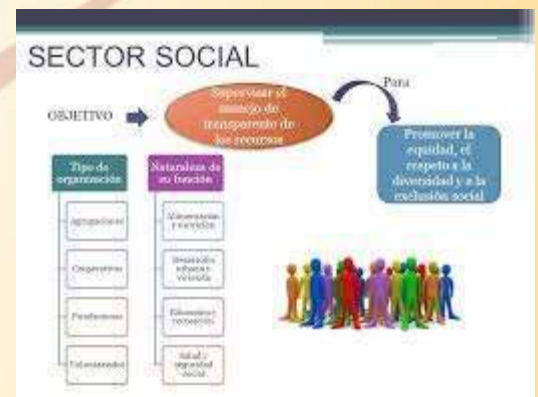 SECTOR SOCIAL
OBJETIVO
Supervisar el
manejo de
transparente de
los recursos
Para
Promover la
equidad, el
respeto a la
diversidad y a la
exclusión social
Tipo de
organización
Agrupaciones
Cooperativas
Fundaciones
Voluntariados
Naturaleza de
su función
Alimentación
y nutrición
Desarrollo
urbano y
vivienda
Educación y
recreación
Salud y
seguridad
social